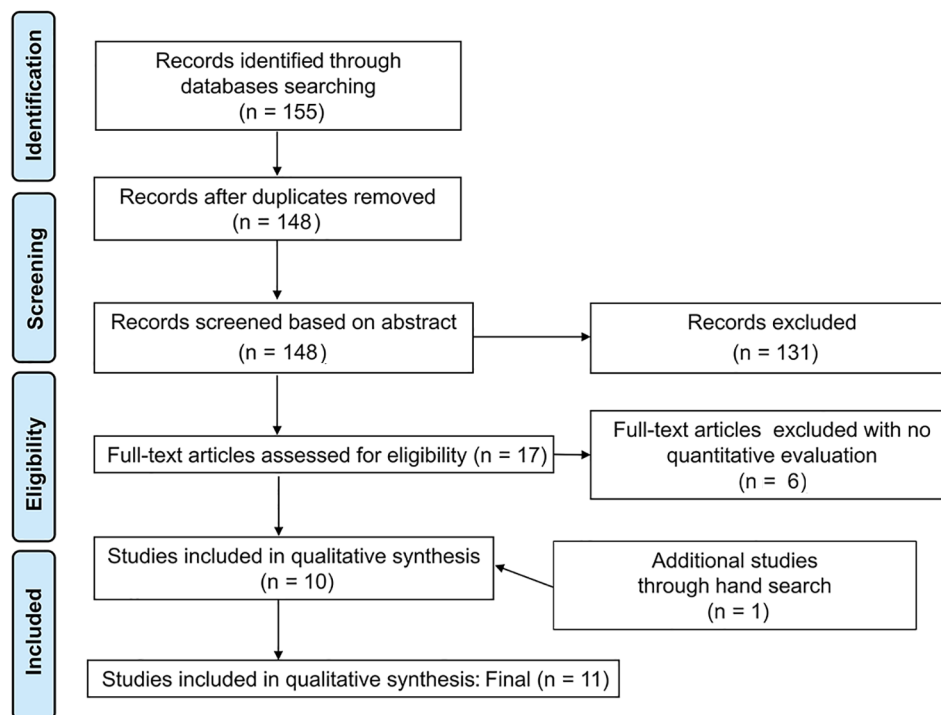 Identification
Records identified through
databases searching
(n = 155)
Records after duplicates removed
(n = 148)
Screening
Records screened based on abstract
(n = 148)
Records excluded
(n = 131)
Eligibility
Full-text articles assessed for eligibility (n = 17)
Full-text articles excluded with no
quantitative evaluation
(n = 6)
Included
Studies included in qualitative synthesis
(n = 10)
Additional studies
through hand search
(n = 1)
Studies included in qualitative synthesis: Final (n = 11)